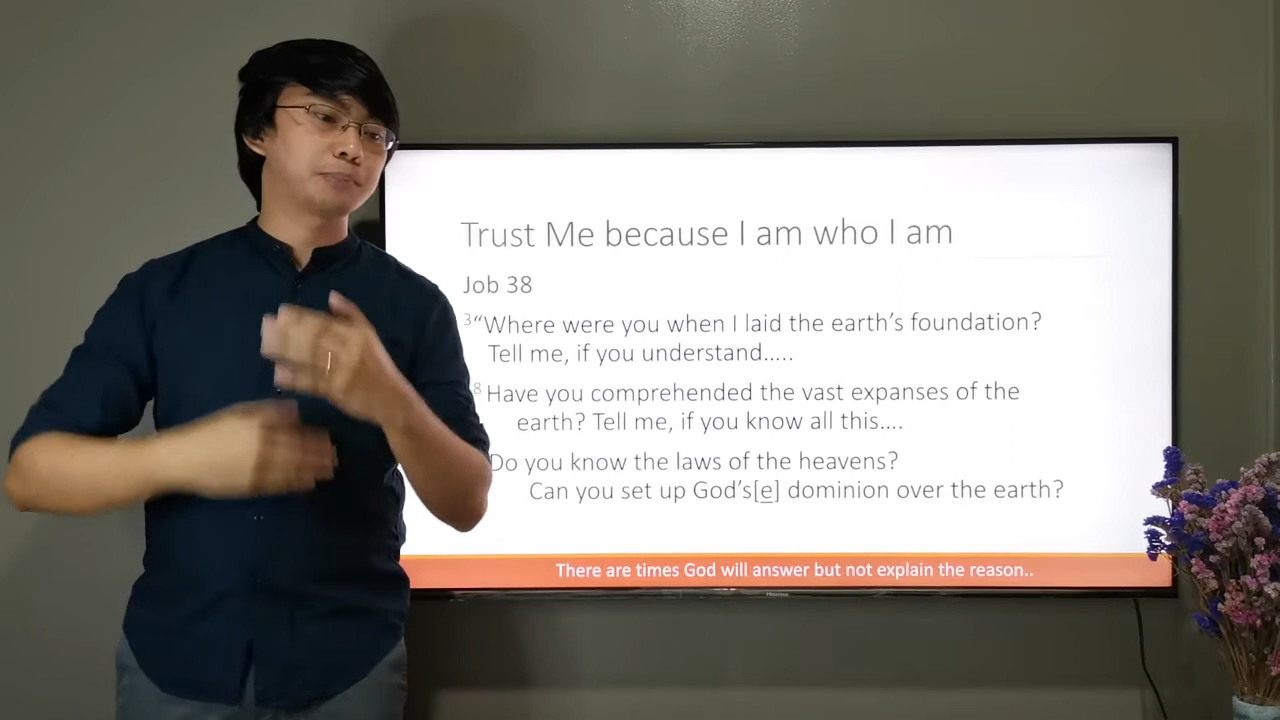 Trust Me because I am who I am
Job 38
3“Where were you when I laid the earth’s foundation?
Tell me, if you understand…..
8 Have you comprehended the vast expanses of the
earth? Tell me, if you know all this….
Do you know the laws of the heavens?
Can you set up God’s[e] dominion over the earth?
There are times God will answer but not explain the reason..
Hisense